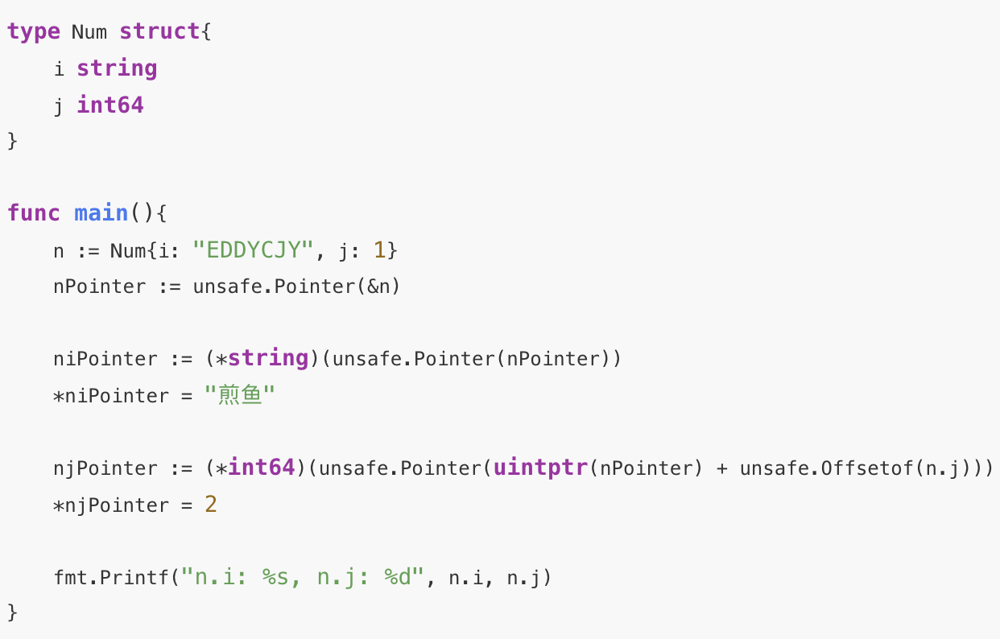 type Num struct{
    i string
    j int64
}

func main(){
    n := Num{i: "EDDYCJY", j: 1}
    nPointer := unsafe.Pointer(&n)

    niPointer := (*string)(unsafe.Pointer(nPointer))
    *niPointer = "煎鱼"

    njPointer := (*int64)(unsafe.Pointer(uintptr(nPointer) + unsafe.Offsetof(n.j)))
    *njPointer = 2

    fmt.Printf("n.i: %s, n.j: %d", n.i, n.j)
}